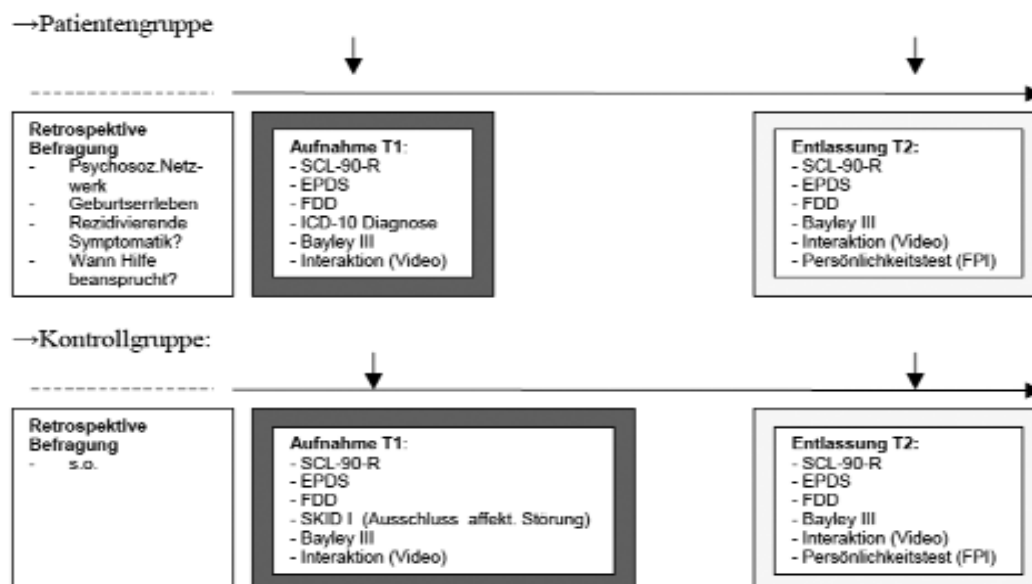 →Patientengruppe
Retrospektive
Befragung
- Psychosoz.Netz-
werk
- Geburtserrleben
- Rezidivierende
Symptomatik?
- Wann Hilfe
beansprucht?
Aufnahme T1:
- SCL-90-R
- EPDS
- FDD
- ICD-10 Diagnose
- Bayley III
- Interaktion (Video)
Entlassung T2:
- SCL-90-R
- EPDS
- FDD
- Bayley III
- Interaktion (Video)
- Persönlichkeitstest (FPI)
→Kontrollgruppe:
Retrospektive
Befragung
- s.o.
Aufnahme T1:
- SCL-90-R
- EPDS
- FDD
- SKID I (Ausschluss affekt. Störung)
- Bayley III
- Interaktion (Video)
Entlassung T2:
- SCL-90-R
- EPDS
- FDD
- Bayley III
- Interaktion (Video)
- Persönlichkeitstest (FPI)